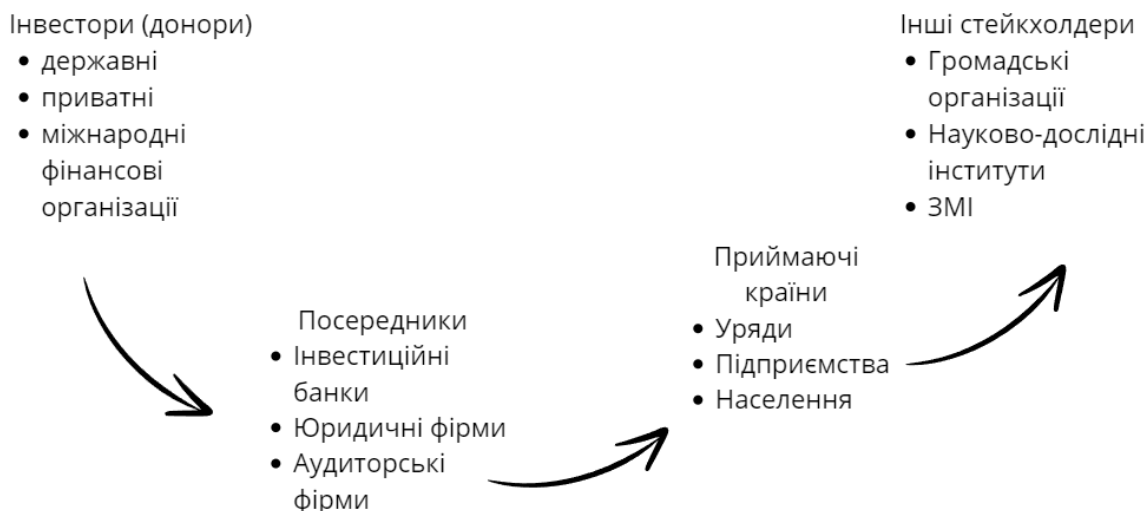 Інвестори (донори)
• державні
• приватні
• міжнародні
фінансові
організації
Посередники
• Інвестиційні
банки
• Юридичні фірми
• Аудиторські
фірми
Приймаючі
країни
• Уряди
• Підприємства
• Населення
Інші стейкхолдери
• Громадські
організації
• Науково-дослідні
інститути
• ЗМІ